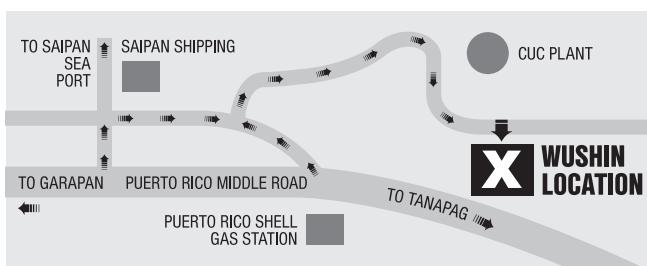 TO SAIPAN
SEA
PORT
SAIPAN SHIPPING
CUC PLANT
X
WUSHIN
LOCATION
TO GARAPAN
PUERTO RICO MIDDLE ROAD
TO TANAPAG
PUERTO RICO SHELL
GAS STATION